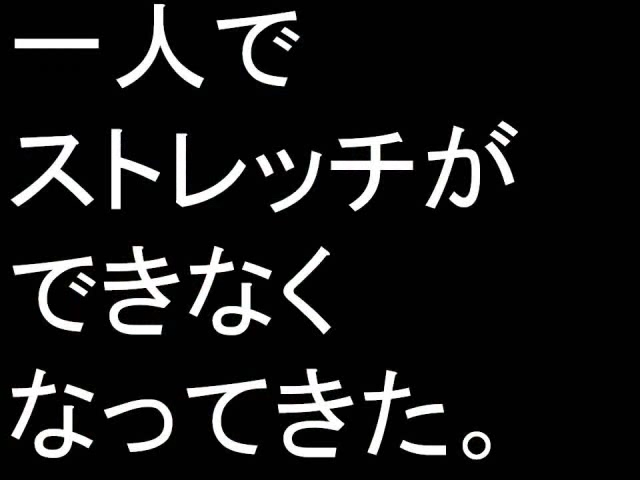 一人で
ストレッチが
できなく
なってきた。